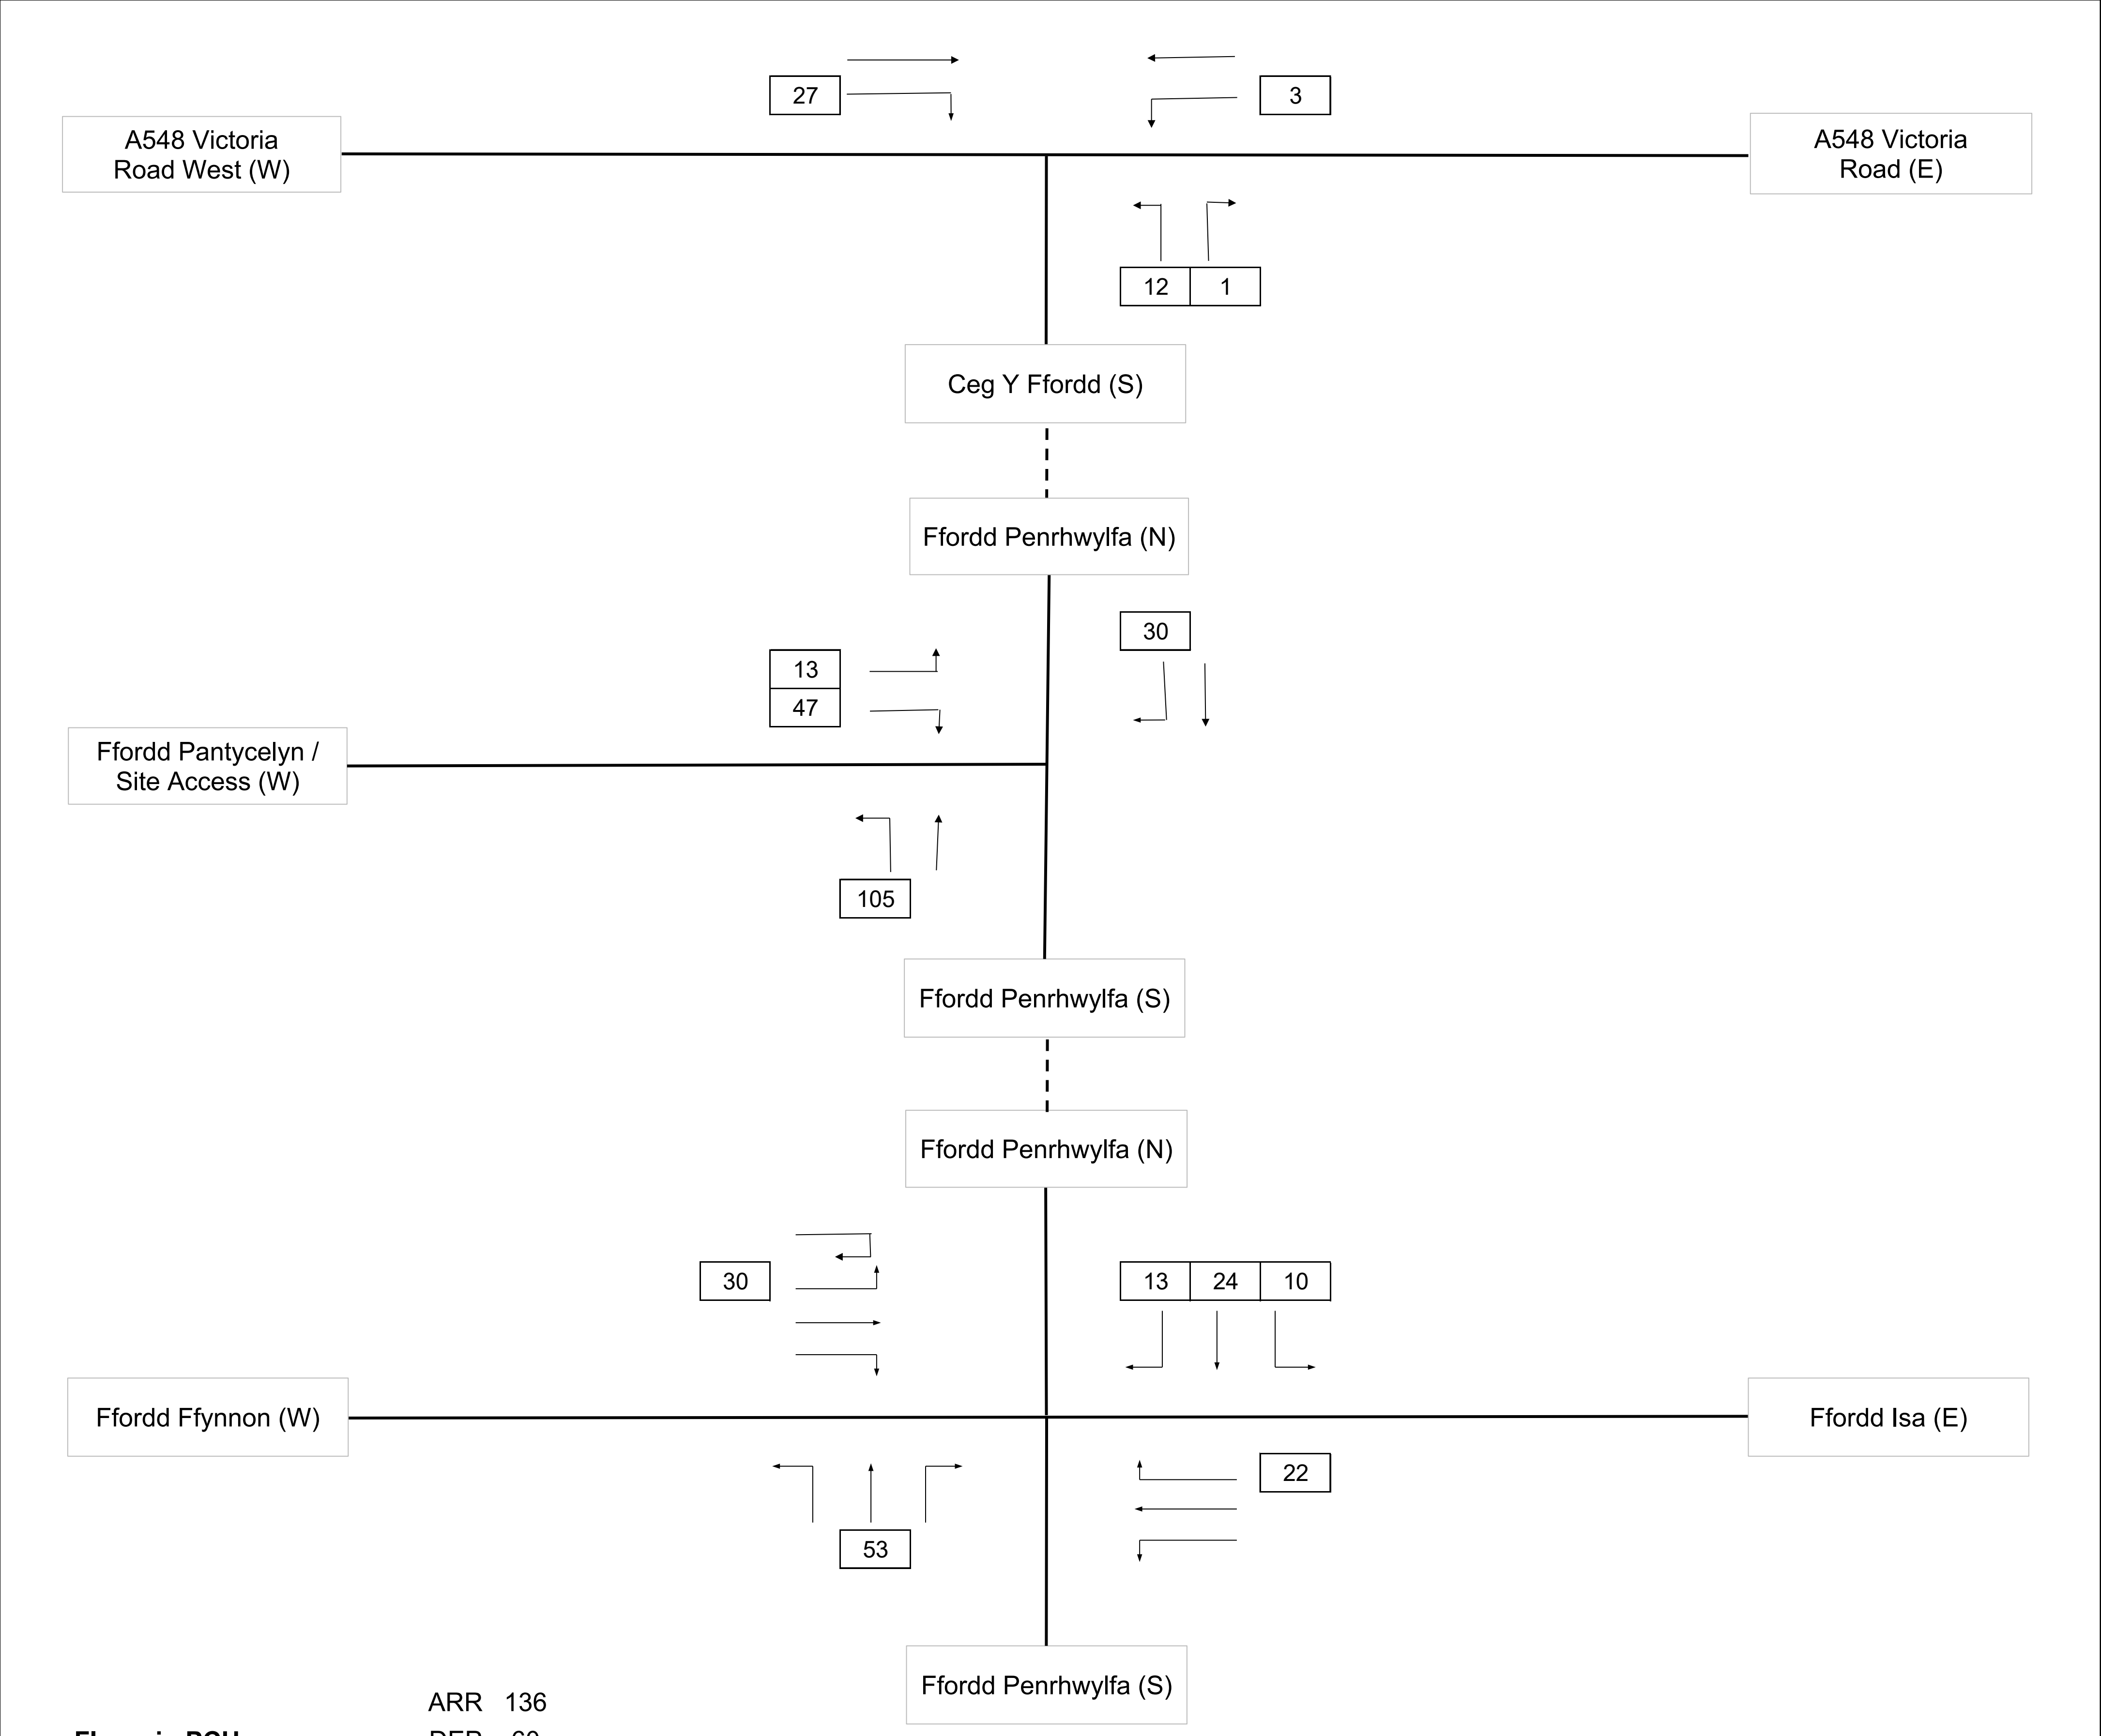 27
3
A548 Victoria
Road West (W)
A548 Victoria
Road (E)
12 1
Ceg Y Ffordd (S)
Ffordd Penrhwylfa (N)
30
13
47
Ffordd Pantycelyn /
Site Access (W)
105
Ffordd Penrhwylfa (S)
Ffordd Penrhwylfa (N)
30
13 24 10
Ffordd Ffynnon (W)
Ffordd Isa (E)
22
53
Ffordd Penrhwylfa (S)
ARR 136